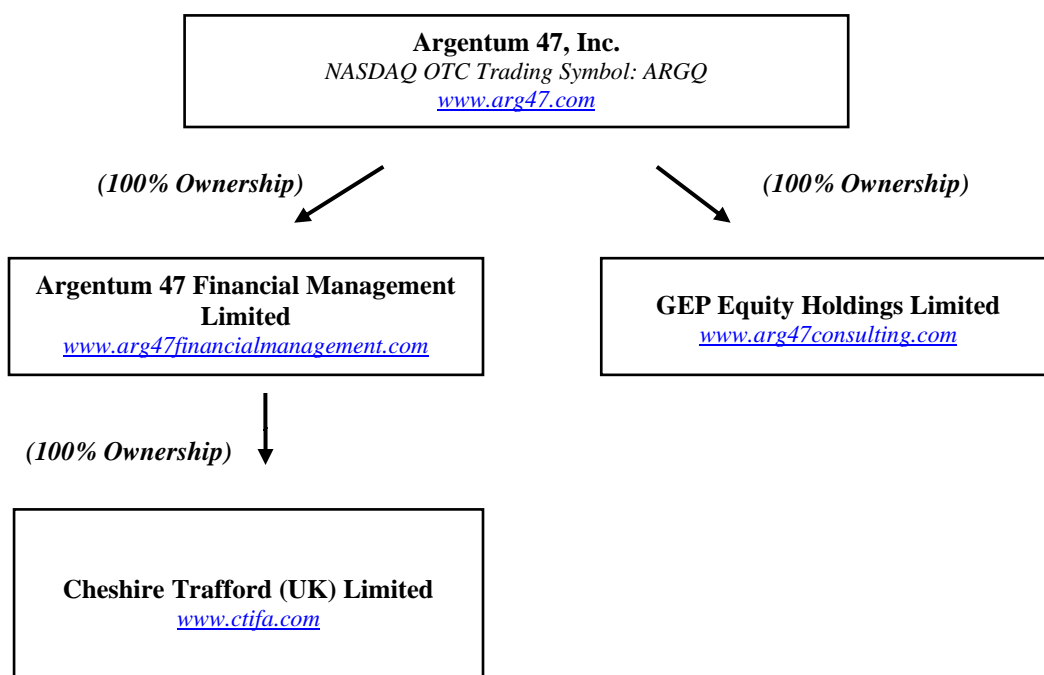 Argentum 47, Inc.
NASDAQ OTC Trading Symbol: ARGQ
www.arg47.com
(100% Ownership)
(100% Ownership)
Argentum 47 Financial Management
Limited
www.arg47financialmanagement.com
GEP Equity Holdings Limited
www.arg47consulting.com
(100% Ownership)
Cheshire Trafford (UK) Limited
www.ctifa.com